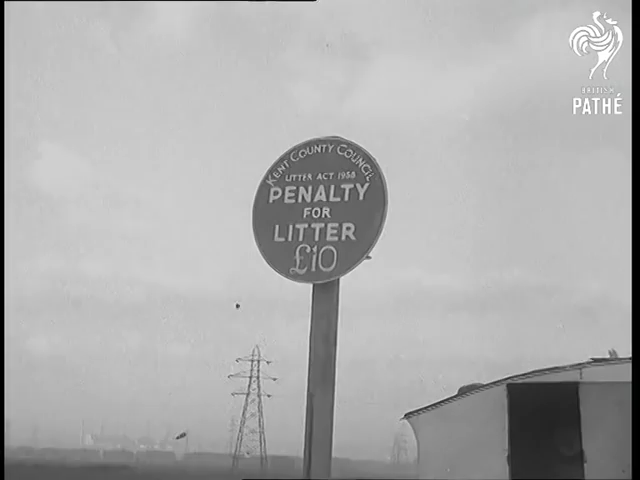 BRITISH
PATHÉ
KENT COUNTY COUNCIL
LITTER ACT 1958
PENALTY
FOR
LITTER
£10